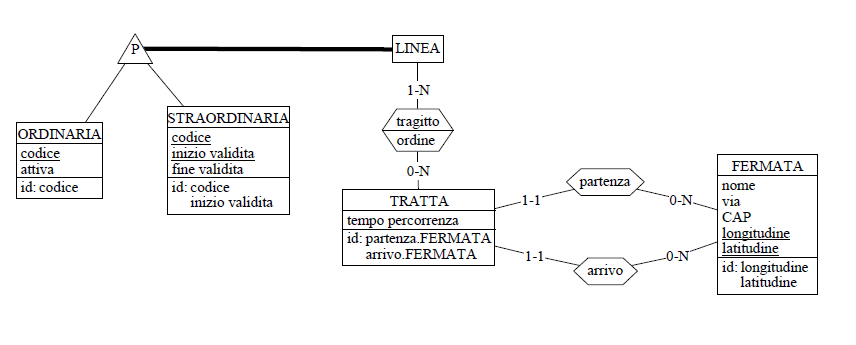 P
LINEA
1-N
tragitto
ordine
0-N
ORDINARIA
codice
attiva
id: codice
STRAORDINARIA
codice
inizio validita
fine validita
id: codice
inizio validita
TRATTA
tempo percorrenza
id: partenza.FERMATA
arrivo.FERMATA
1-1
partenza
0-N
1-1
arrivo
0-N
FERMATA
nome
via
CAP
longitudine
latitudine
id: longitudine
latitudine